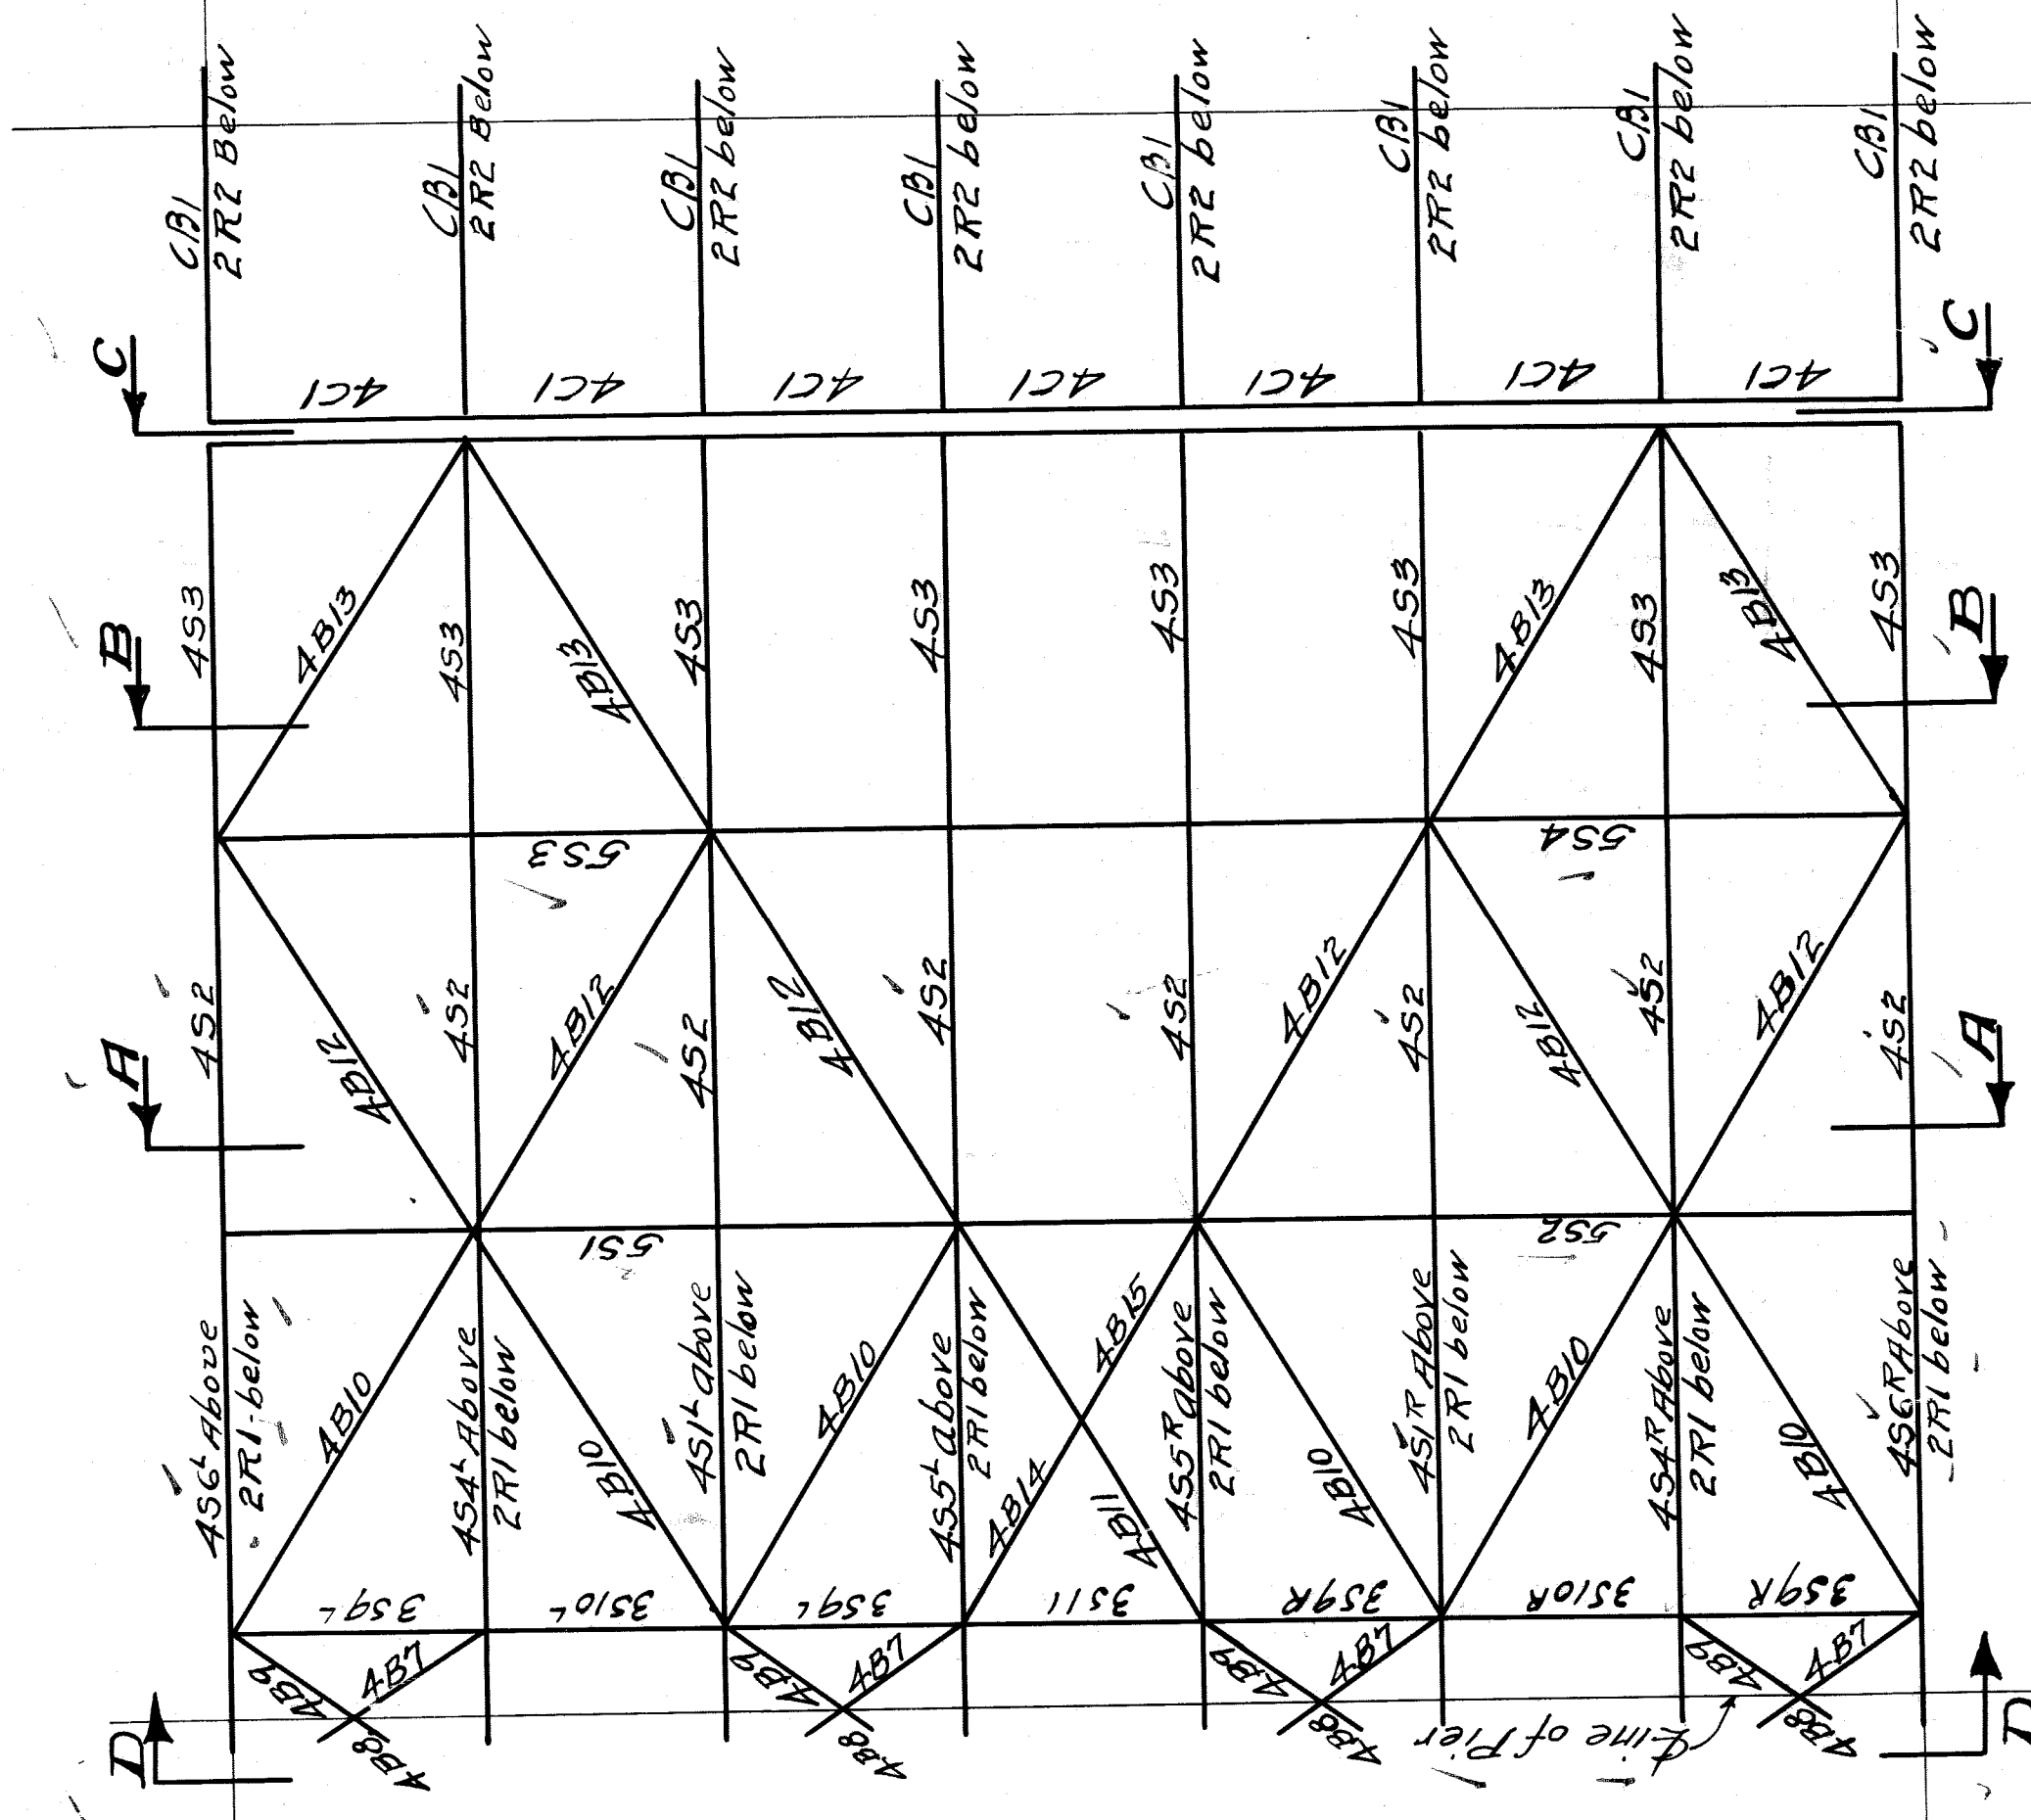 CB1
2R2 Below
CB1
2R2 Below
CB1
2R2 below
CB1
2R2 below
CB1
2R2 below
CB1
2R2 below
CB1
2R2 below
CB1
2R2 below
C
4C1
4C1
4C1
4C1
4C1
4C1
4C1
C
B
4S3
4B13
4S3
4B13
4S3
4S3
4S3
4S3
4B13
4S3
4B13
4S3
B
5S3
5S4
A
4S2
4B12
4S2
4B12
4S2
4B12
4S2
4S2
4B12
4S2
4B12
4S2
4B12
4S2
A
5S1
5S2
4S6L Above
2R1-below
4B10
4S4L Above
2R1 below
4B10
4S1L above
2R1 below
4B10
4S5L above
2R1 below
4B14
4B15
4B11
4S5R above
2R1 below
4B10
4S1R Above
2R1 below
4B10
4S4R Above
2R1 below
4B10
4S6R Above
2R1 below
3S9L
3S10L
3S9L
3S11
3S9R
3S10R
3S9R
D
4B9
4B7
4B8
4B9
4B7
4B8
4B9
4B7
4B8
4B9
4B7
4B8
℄ine of Pier
D